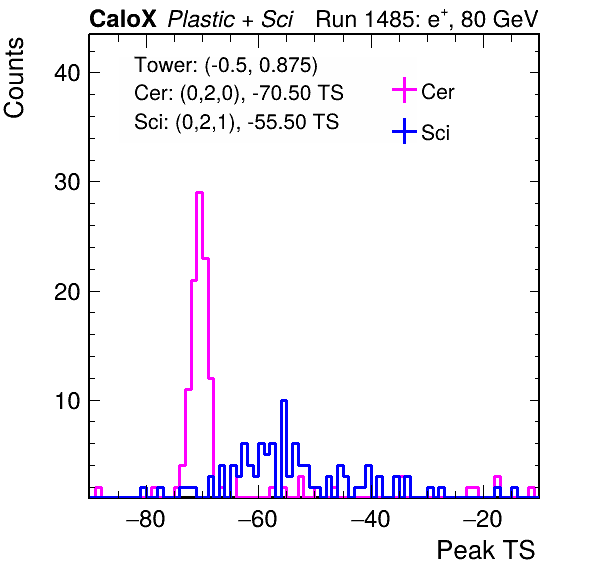 CaloX Plastic + Sci Run 1485: e⁺, 80 GeV
Counts
Tower: (-0.5, 0.875)
Cer: (0,2,0), -70.50 TS
Sci: (0,2,1), -55.50 TS
Cer
Sci
40
30
20
10
−80 −60 −40 −20
Peak TS